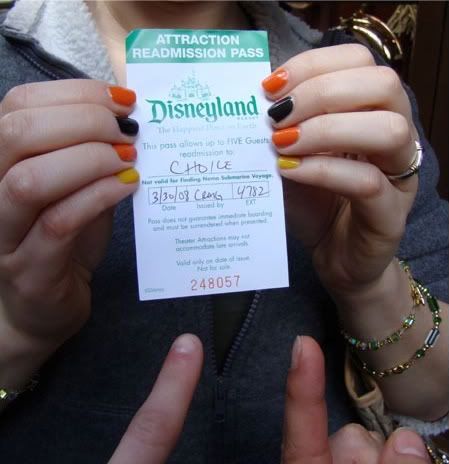 ATTRACTION
READMISSION PASS
Disneyland
RESORT
The Happiest Place on Earth
This pass allows up to FIVE Guests
readmission to:
CHOICE
Not valid for Finding Nemo Submarine Voyage.
3/30/08 CRAIG 4782
Date Issued by EXT
Pass does not guarantee immediate boarding
and must be surrendered when presented.
Theater Attractions may not
accommodate late arrivals.
Valid only on date of issue.
Not for sale.
248057